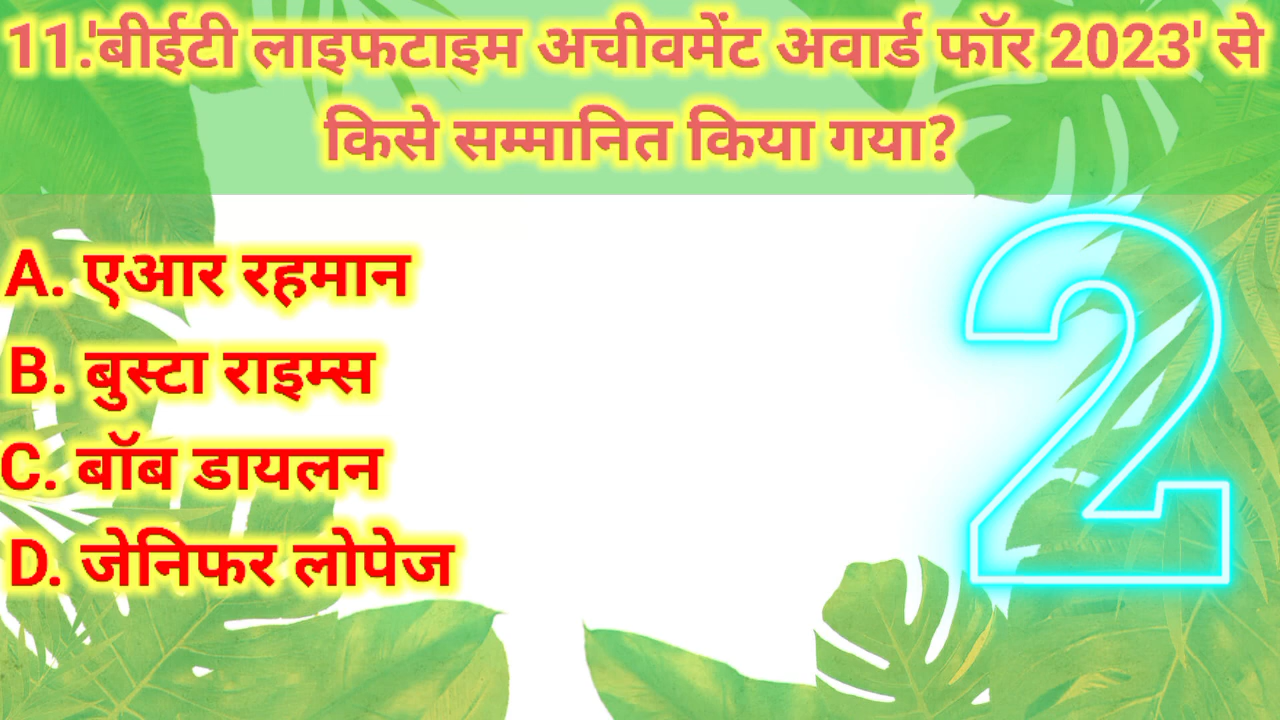 11.'बीईटी लाइफटाइम अचीवमेंट अवार्ड फॉर 2023' से
किसे सम्मानित किया गया?
A. एआर रहमान
B. बुस्टा राइम्स
C. बॉब डायलन
D. जेनिफर लोपेज
2